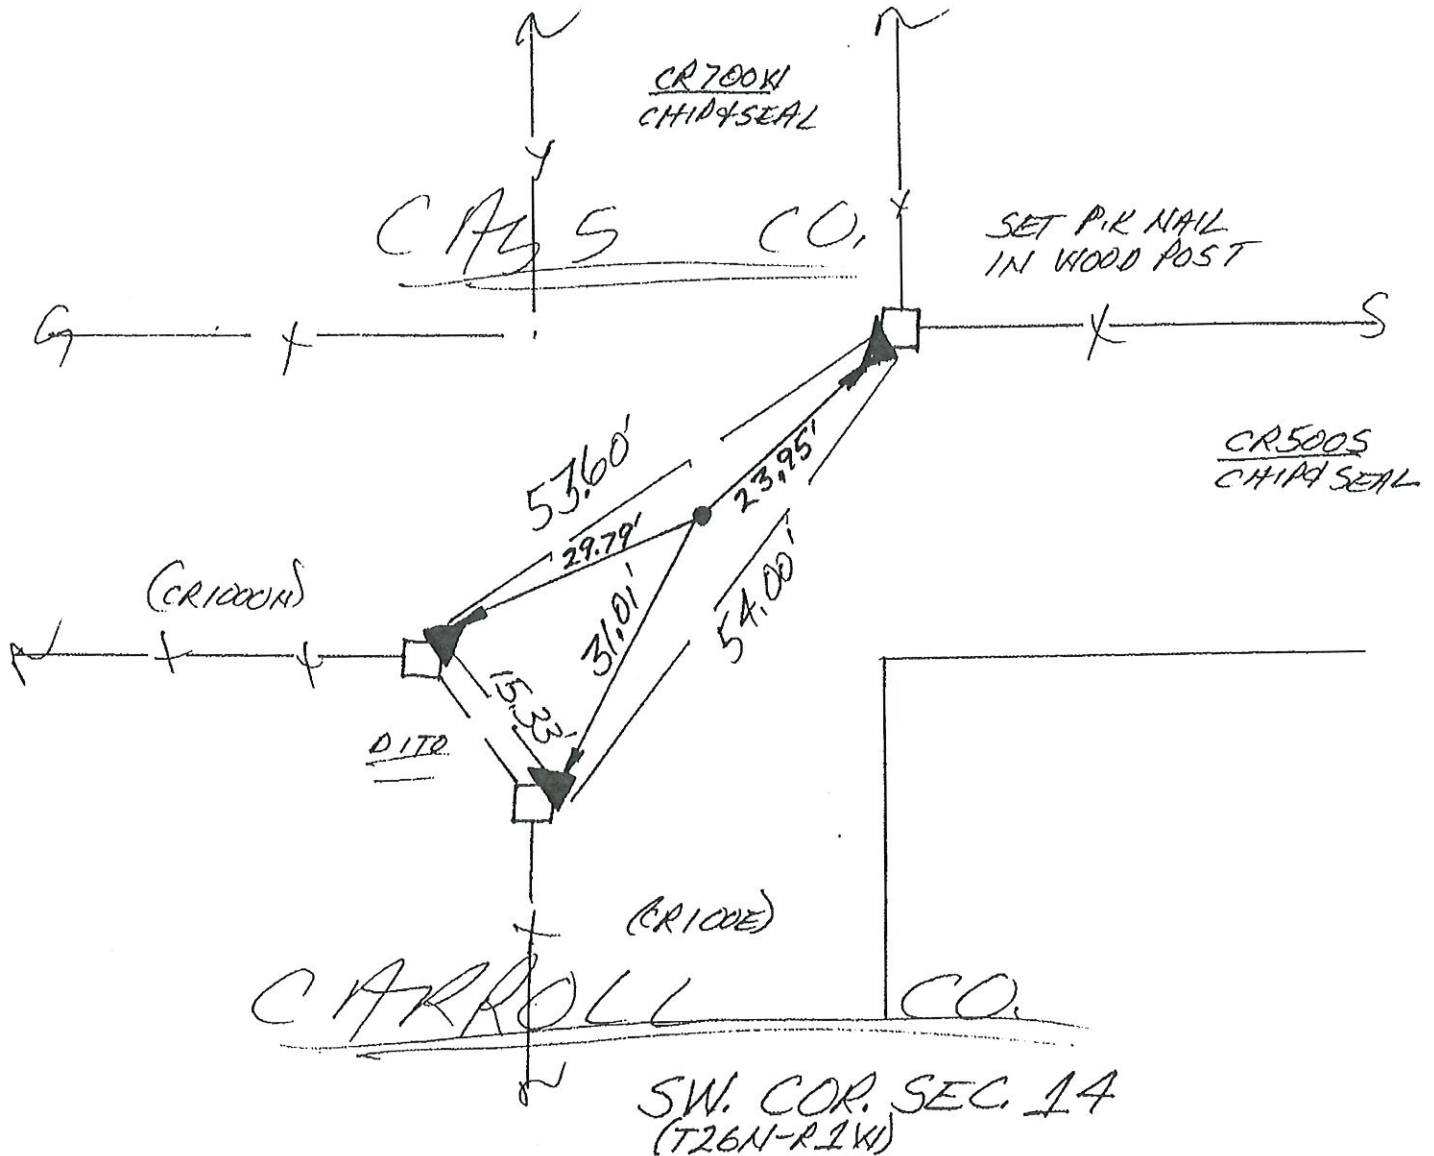 CR700W
CHIP&SEAL
CASS CO.
SET P.K NAIL
IN WOOD POST
CR500S
CHIP& SEAL
53.60'
23.95'
29.79'
(CR1000N)
31.01'
54.00'
15.33'
DITO
(CR100E)
CARROLL CO.
SW. COR. SEC. 14
(T26N-R1W)